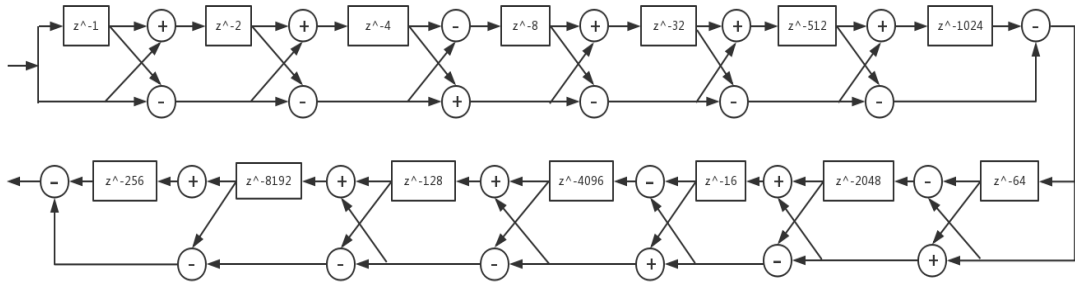 z^-1 + z^-2 + z^-4 - z^-8 + z^-32 + z^-512 + z^-1024 -
- - + - - -
- z^-256 + z^-8192 + z^-128 + z^-4096 - z^-16 + z^-2048 - z^-64
- - - + - +